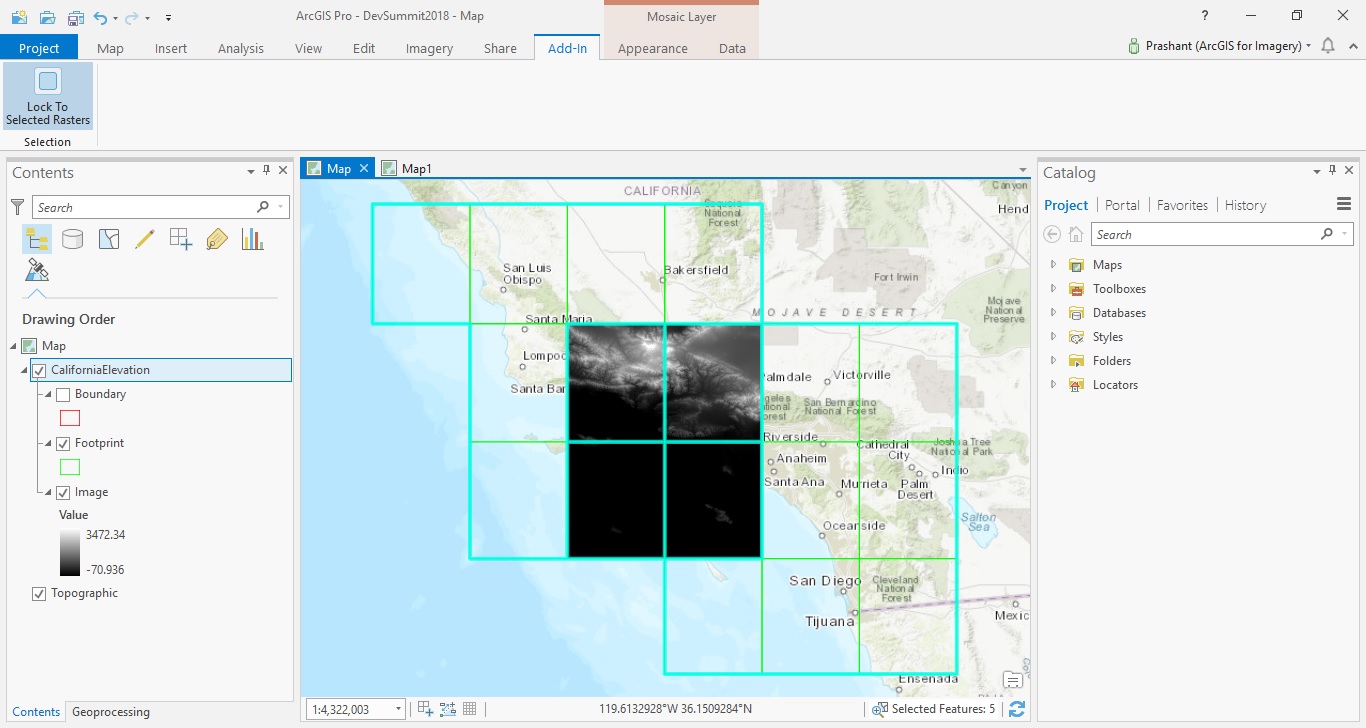 ArcGIS Pro - DevSummit2018 - Map
Mosaic Layer
?
Project
Map
Insert
Analysis
View
Edit
Imagery
Share
Add-In
Appearance
Data
Prashant (ArcGIS for Imagery)
Lock To
Selected Rasters
Selection
Contents
Search
Drawing Order
Map
CaliforniaElevation
Boundary
Footprint
Image
Value
3472.34
-70.936
Topographic
Contents
Geoprocessing
Map
Map1
CALIFORNIA
Canyon
Hend
Sequoia
National
Forest
San Luis
Obispo
Bakersfield
Fort Irwin
Mojave
National
Preserve
MOJAVE DESERT
Santa Maria
Lompoc
Santa Bar
Palmdale
Victorville
geles
tional
orest
San Bernardino
National Forest
Riverside
Cathedral
City
Joshua Tree
National Park
Anaheim
Indio
Santa Ana
Murrieta
Palm
Desert
Salton
Sea
Oceanside
San Diego
Cleveland
National
Forest
Tijuana
Mexic
Ensenada
1:4,322,003
119.6132928°W 36.1509284°N
Selected Features: 5
Catalog
Project
Portal
Favorites
History
Search
Maps
Toolboxes
Databases
Styles
Folders
Locators